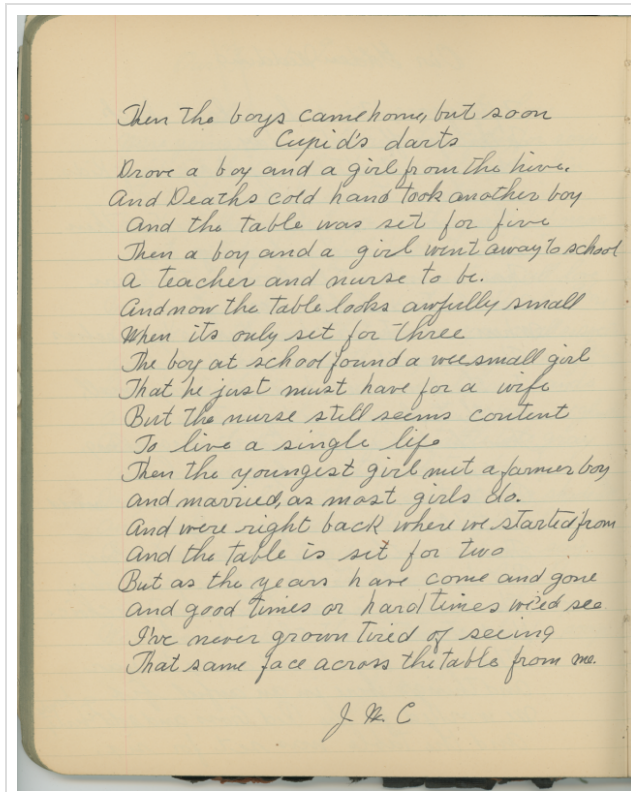 Then the boys came home, but soon
Cupid's darts
Drove a boy and a girl from the hive.
And Deaths cold hand took another boy
And the table was set for five
Then a boy and a girl went away to school
A teacher and nurse to be.
And now the table looks awfully small
When its only set for three
The boy at school found a wee small girl
That he just must have for a wife
But the nurse still seems content
To live a single life
Then the youngest girl met a farmer boy
And married, as most girls do.
And were right back where we started from
And the table is set for two
But as the years have come and gone
And good times or hard times we'd see
I've never grown tired of seeing
That same face across the table from me.
J. M. C